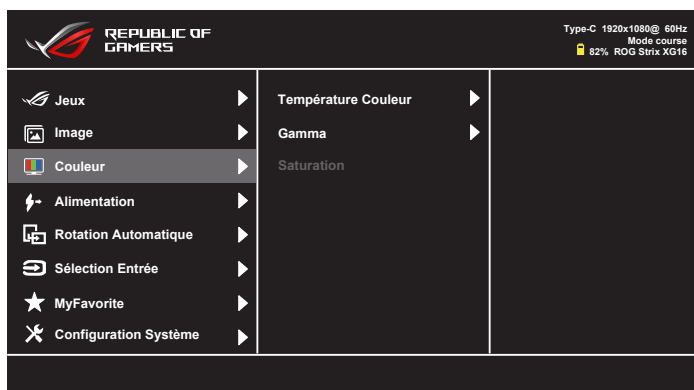 REPUBLIC OF
GAMERS
Type-C 1920x1080@ 60Hz
Mode course
82% ROG Strix XG16
Jeux
Image
Couleur
Alimentation
Rotation Automatique
Sélection Entrée
MyFavorite
Configuration Système
Température Couleur
Gamma
Saturation